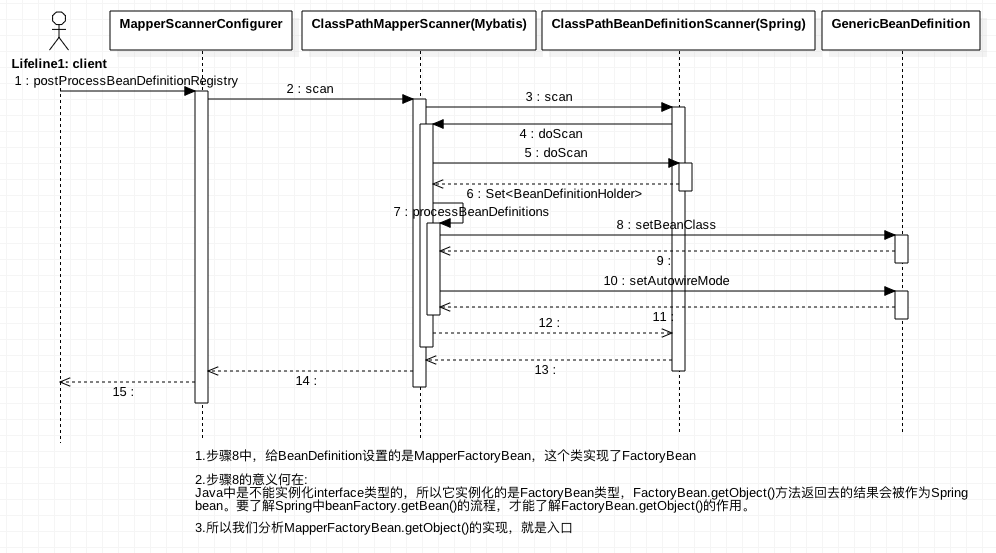 MapperScannerConfigurer
ClassPathMapperScanner(Mybatis)
ClassPathBeanDefinitionScanner(Spring)
GenericBeanDefinition
Lifeline1: client
1 : postProcessBeanDefinitionRegistry
2 : scan
3 : scan
4 : doScan
5 : doScan
6 : Set<BeanDefinitionHolder>
7 : processBeanDefinitions
8 : setBeanClass
9 :
10 : setAutowireMode
11 :
12 :
13 :
14 :
15 :
1.步骤8中，给BeanDefinition设置的是MapperFactoryBean，这个类实现了FactoryBean
2.步骤8的意义何在:
Java中是不能实例化interface类型的，所以它实例化的是FactoryBean类型，FactoryBean.getObject()方法返回去的结果会被作为Spring
bean。要了解Spring中beanFactory.getBean()的流程，才能了解FactoryBean.getObject()的作用。
3.所以我们分析MapperFactoryBean.getObject()的实现，就是入口